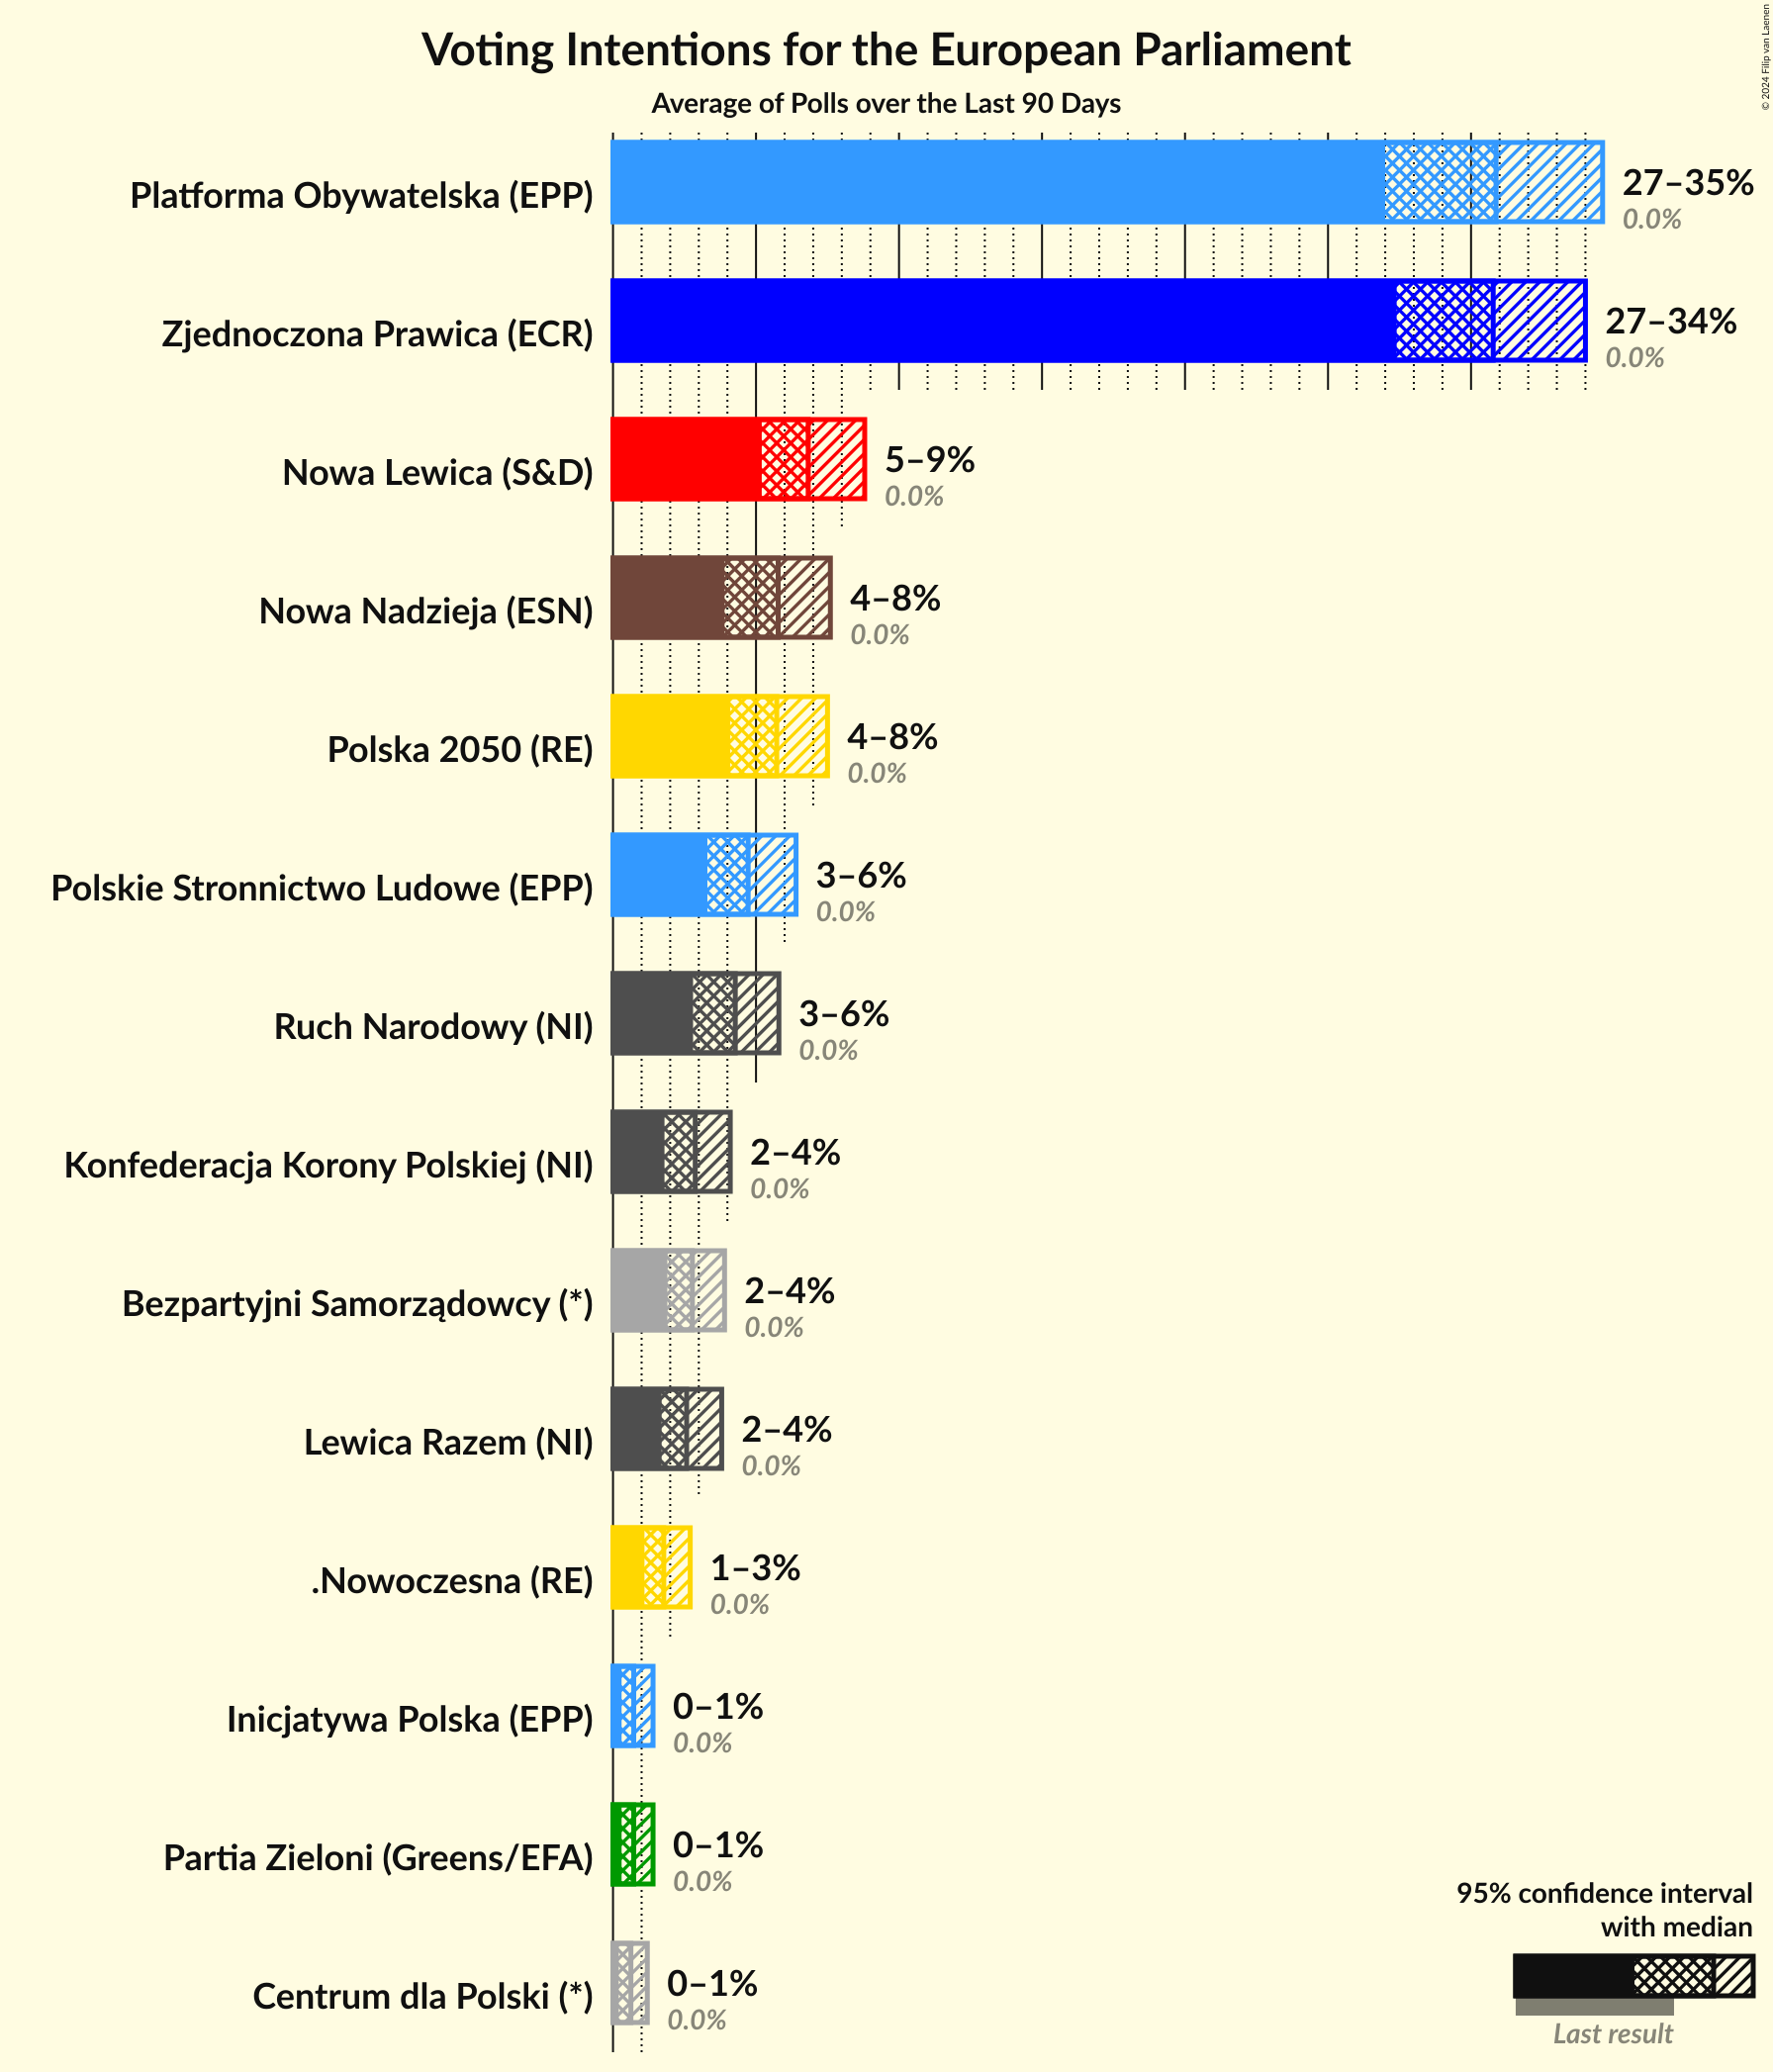 Voting Intentions for the European Parliament
Average of Polls over the Last 90 Days
© 2024 Filip van Laenen
Platforma Obywatelska (EPP)
27–35%
0.0%
Zjednoczona Prawica (ECR)
27–34%
0.0%
Nowa Lewica (S&D)
5–9%
0.0%
Nowa Nadzieja (ESN)
4–8%
0.0%
Polska 2050 (RE)
4–8%
0.0%
Polskie Stronnictwo Ludowe (EPP)
3–6%
0.0%
Ruch Narodowy (NI)
3–6%
0.0%
Konfederacja Korony Polskiej (NI)
2–4%
0.0%
Bezpartyjni Samorządowcy (*)
2–4%
0.0%
Lewica Razem (NI)
2–4%
0.0%
.Nowoczesna (RE)
1–3%
0.0%
Inicjatywa Polska (EPP)
0–1%
0.0%
Partia Zieloni (Greens/EFA)
0–1%
0.0%
Centrum dla Polski (*)
0–1%
0.0%
95% confidence interval
with median
Last result